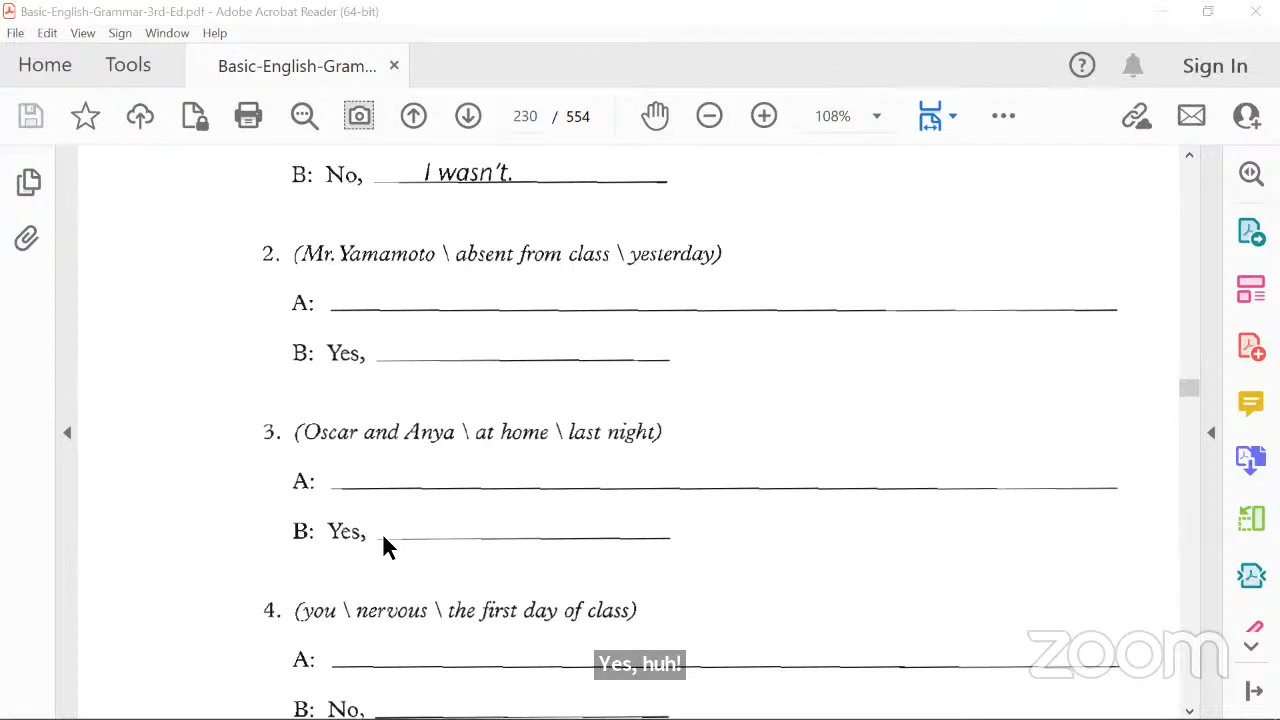 Basic-English-Grammar-3rd-Ed.pdf - Adobe Acrobat Reader (64-bit)
File Edit View Sign Window Help
Home Tools Basic-English-Gram... × Sign In
230 / 554 108%
B: No, I wasn't.
2. (Mr. Yamamoto \ absent from class \ yesterday)
A:
B: Yes,
3. (Oscar and Anya \ at home \ last night)
A:
B: Yes,
4. (you \ nervous \ the first day of class)
A:
Yes, huh!
zoom
B: No,